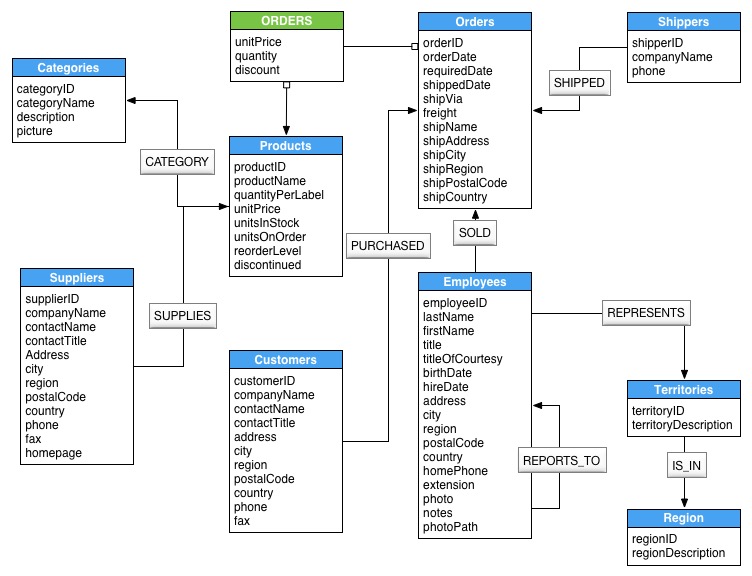 ORDERS
unitPrice
quantity
discount
Orders
orderID
orderDate
requiredDate
shippedDate
shipVia
freight
shipName
shipAddress
shipCity
shipRegion
shipPostalCode
shipCountry
Shippers
shipperID
companyName
phone
SHIPPED
Categories
categoryID
categoryName
description
picture
CATEGORY
Products
productID
productName
quantityPerLabel
unitPrice
unitsInStock
unitsOnOrder
reorderLevel
discontinued
PURCHASED
SOLD
Suppliers
supplierID
companyName
contactName
contactTitle
Address
city
region
postalCode
country
phone
fax
homepage
SUPPLIES
Customers
customerID
companyName
contactName
contactTitle
address
city
region
postalCode
country
phone
fax
Employees
employeeID
lastName
firstName
title
titleOfCourtesy
birthDate
hireDate
address
city
region
postalCode
country
homePhone
extension
photo
notes
photoPath
REPORTS_TO
REPRESENTS
Territories
territoryID
territoryDescription
IS_IN
Region
regionID
regionDescription